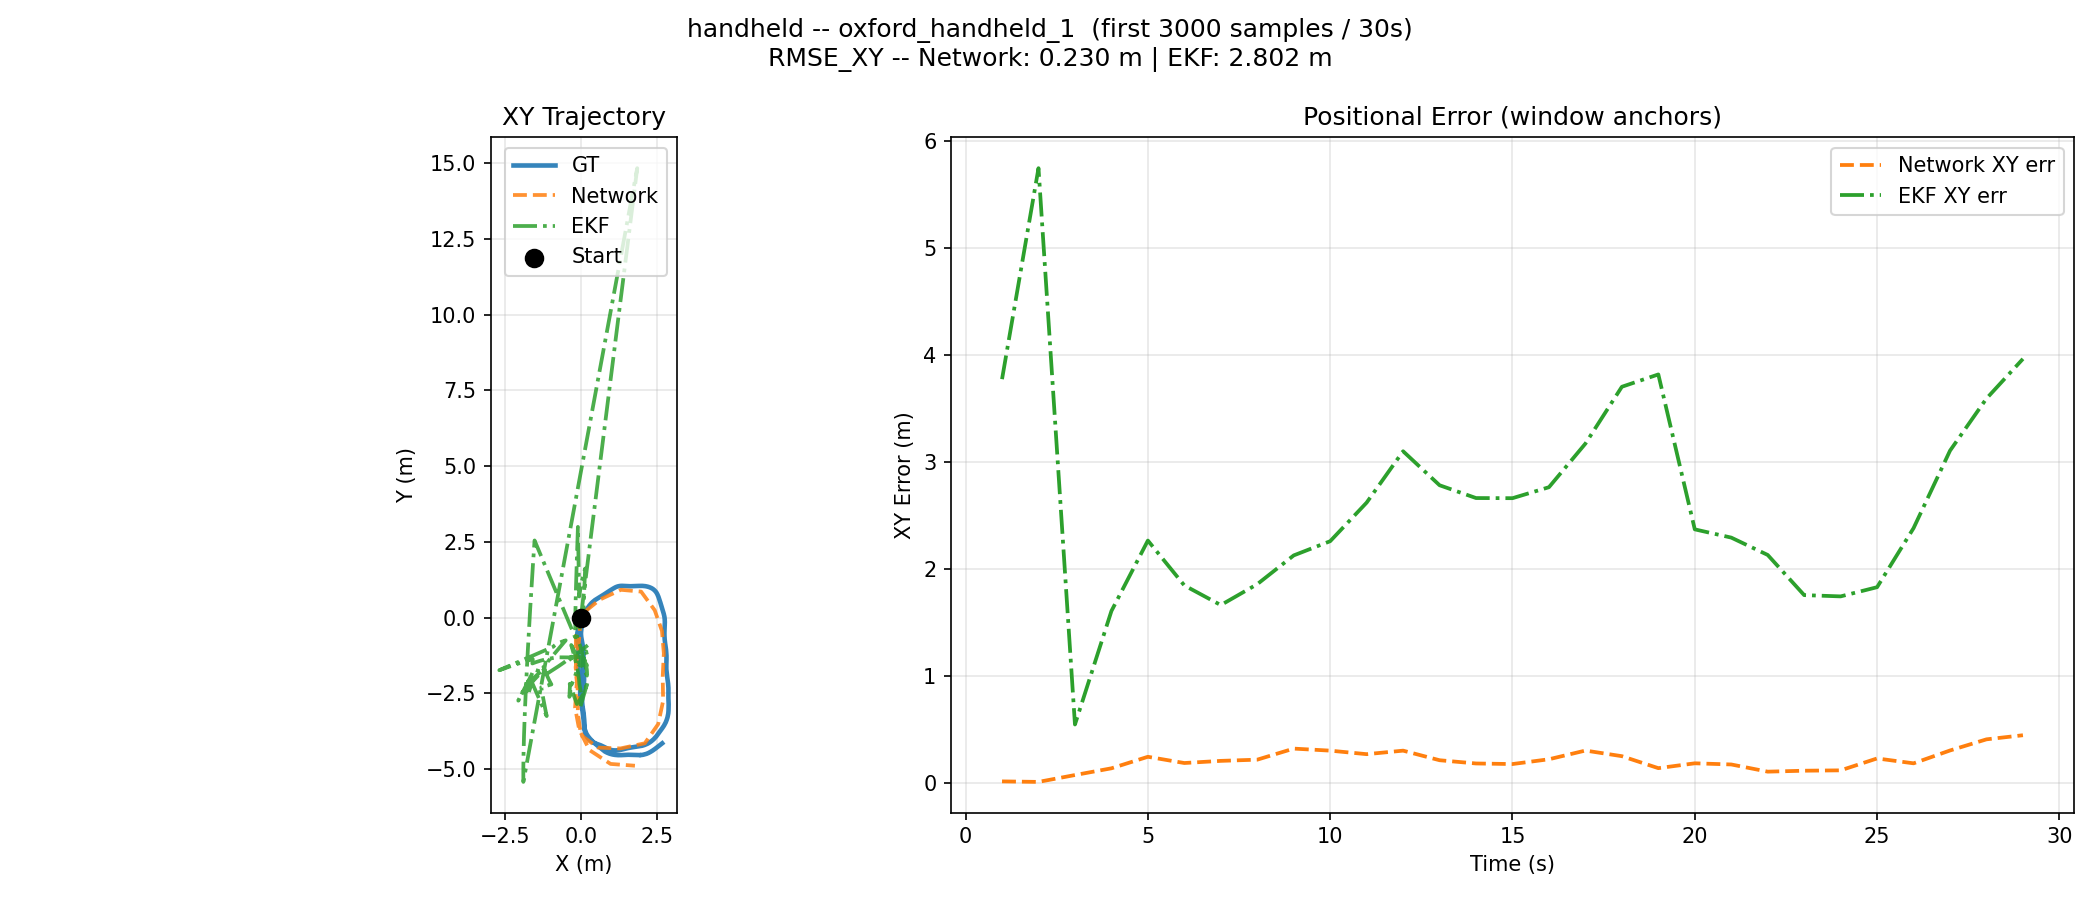 handheld -- oxford_handheld_1  (first 3000 samples / 30s)
RMSE_XY -- Network: 0.230 m | EKF: 2.802 m
XY Trajectory
GT
Network
EKF
Start
15.0
12.5
10.0
7.5
5.0
2.5
0.0
−2.5
−5.0
Y (m)
−2.5 0.0 2.5
X (m)
Positional Error (window anchors)
Network XY err
EKF XY err
6
5
4
3
2
1
0
XY Error (m)
0 5 10 15 20 25 30
Time (s)